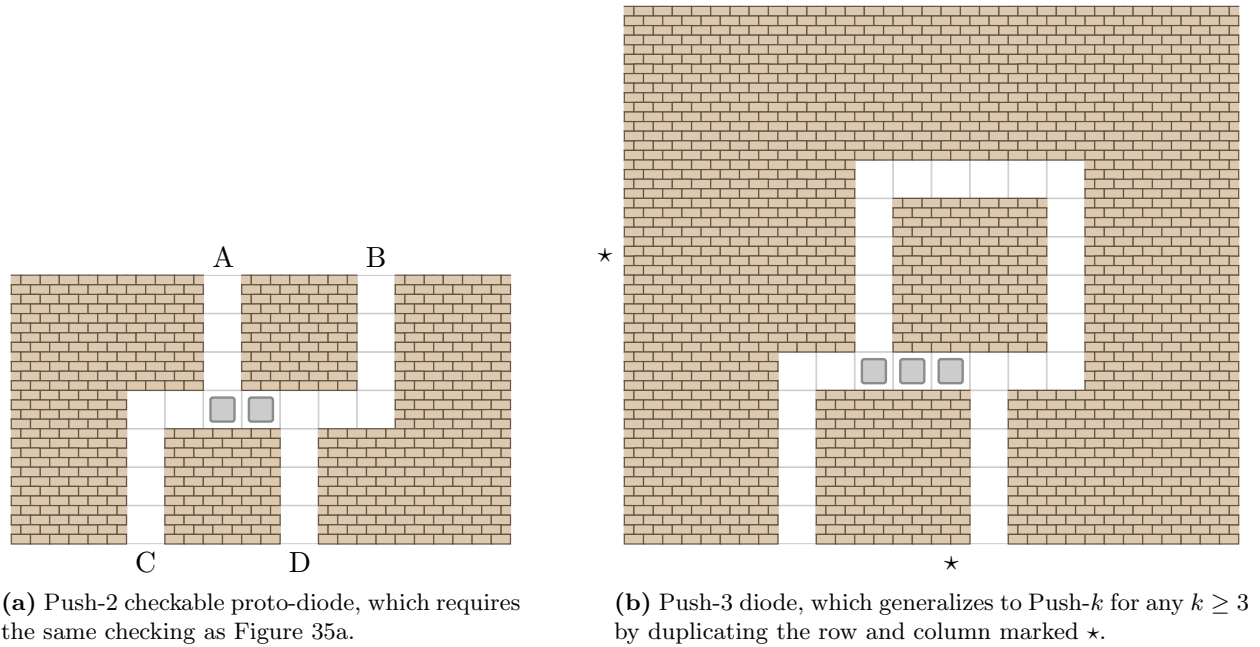 A B
C D
(a) Push-2 checkable proto-diode, which requires
the same checking as Figure 35a.
⋆
⋆
(b) Push-3 diode, which generalizes to Push-k for any k ≥ 3
by duplicating the row and column marked ⋆.